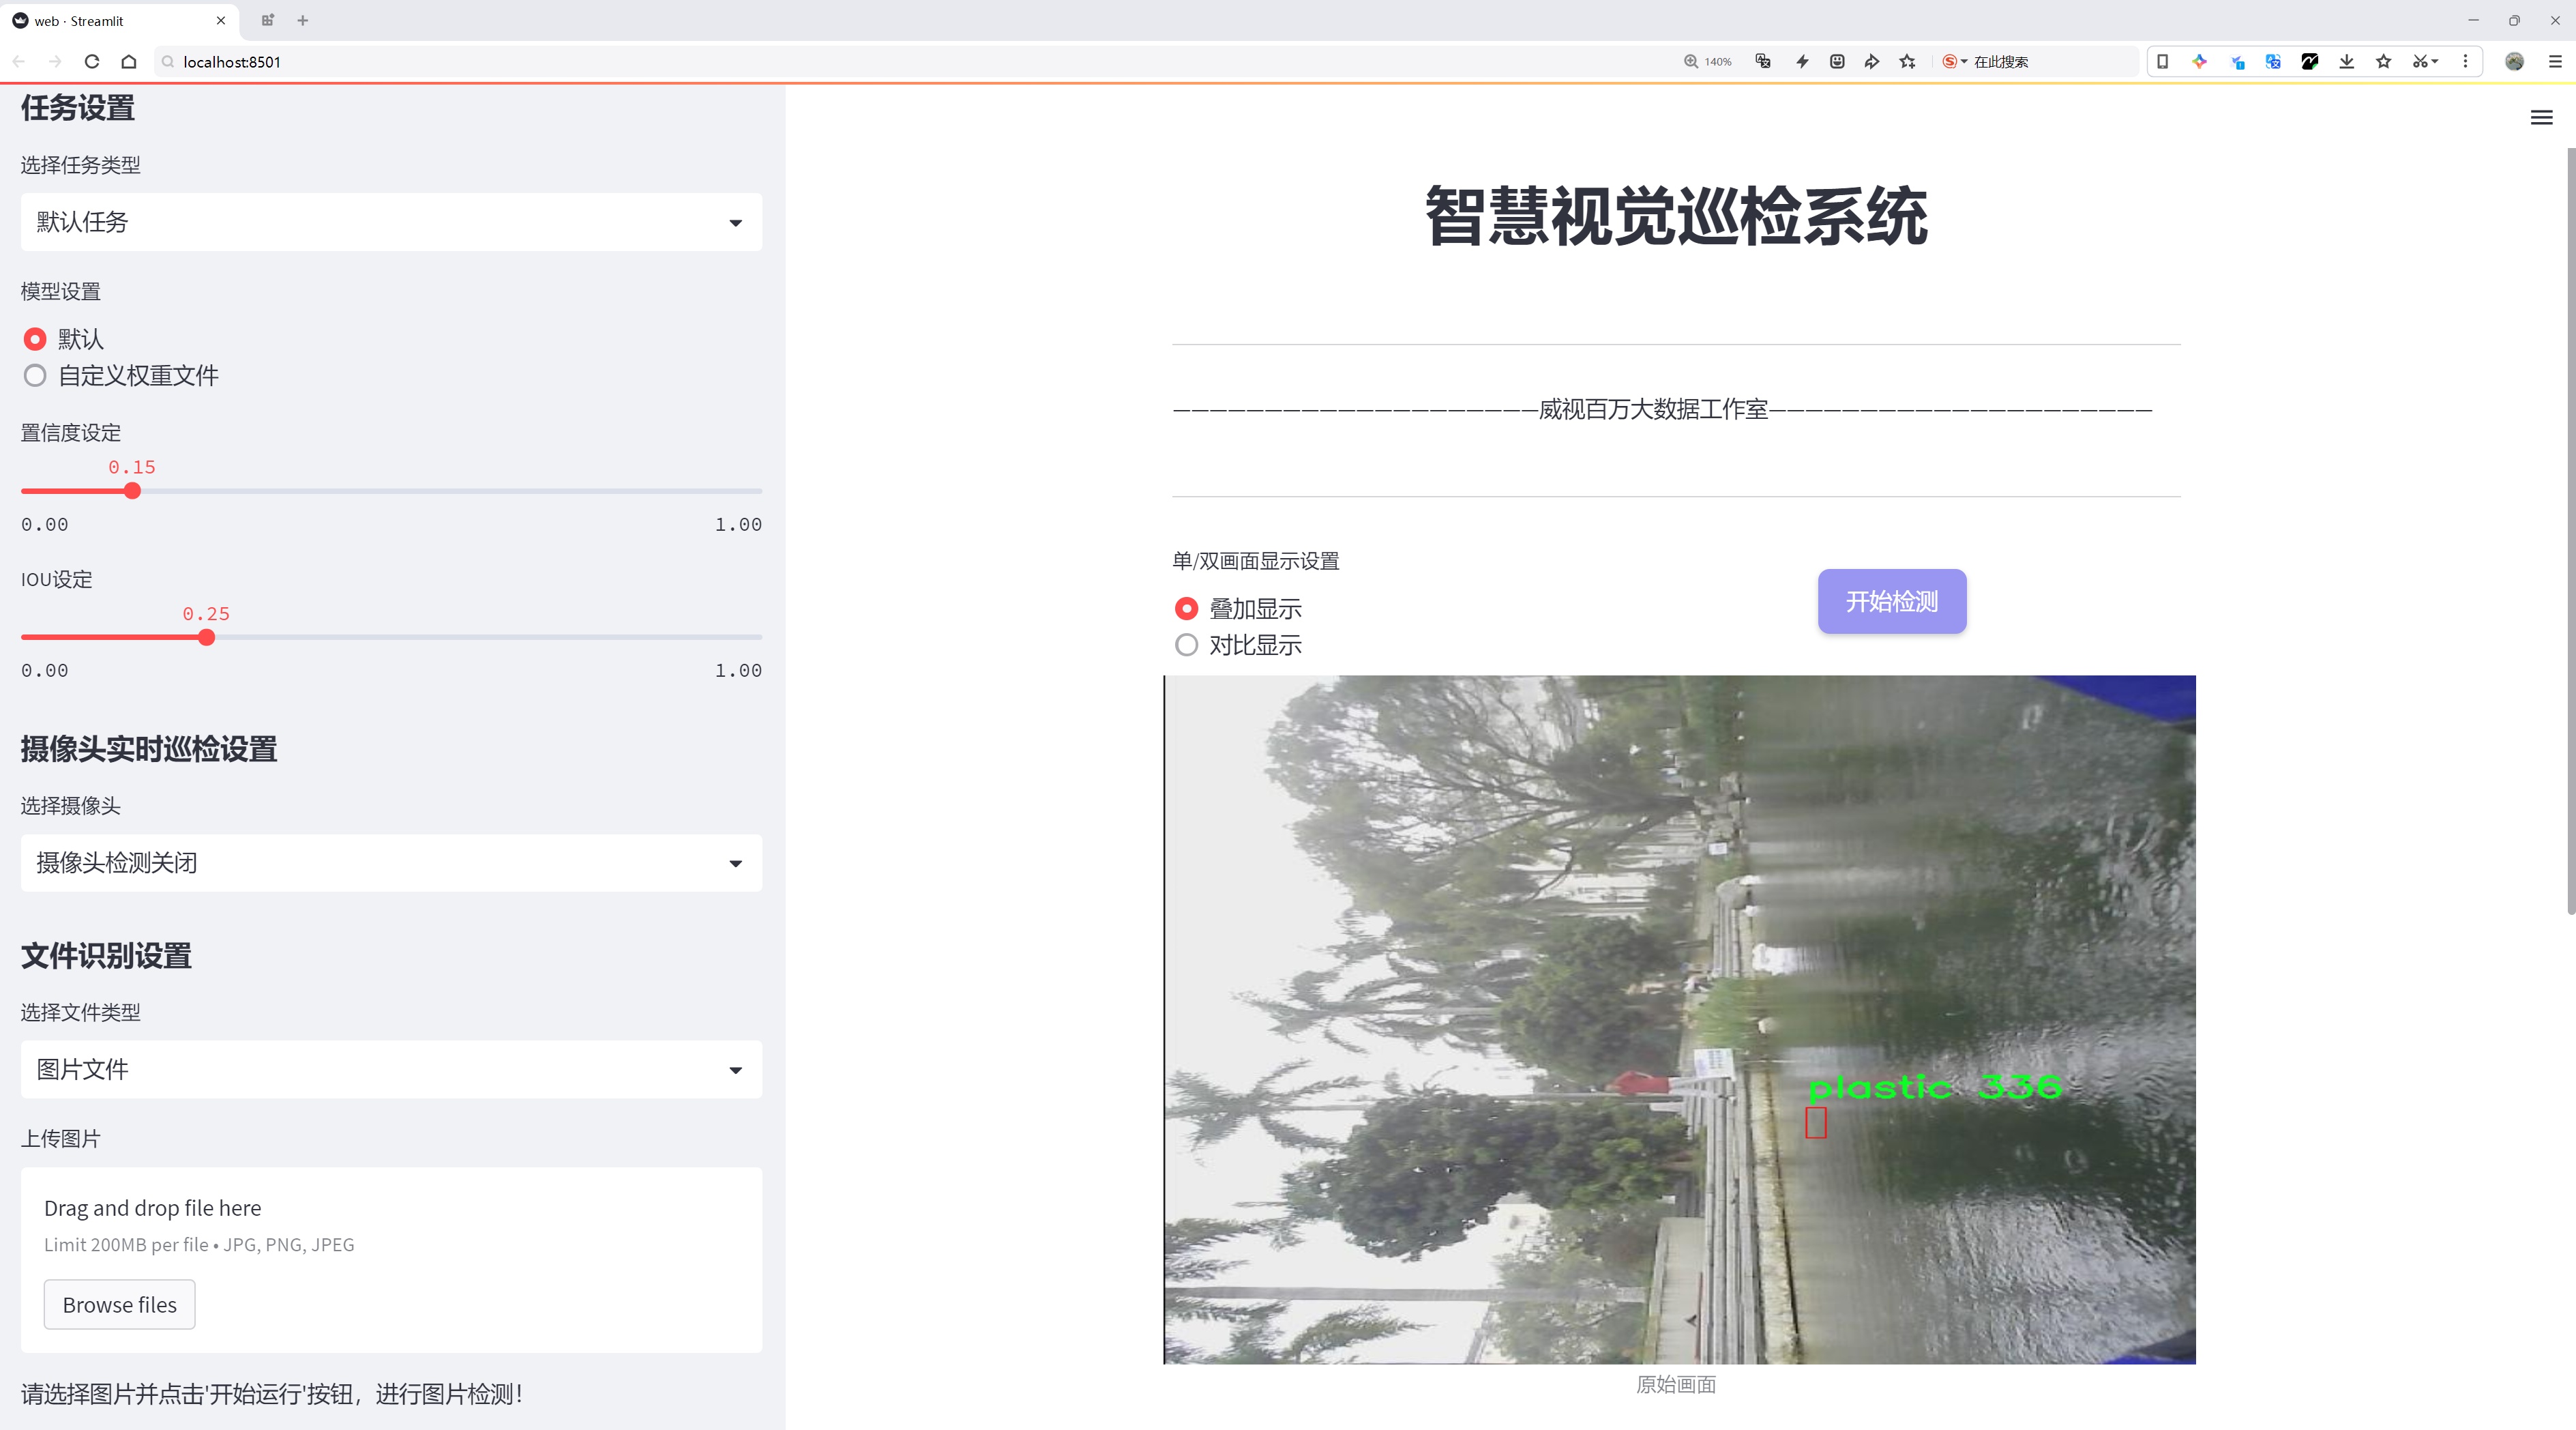 web · Streamlit
localhost:8501
140%
在此搜索
任务设置
选择任务类型
默认任务
模型设置
默认
自定义权重文件
置信度设定
0.15
0.00
1.00
IOU设定
0.25
0.00
1.00
摄像头实时巡检设置
选择摄像头
摄像头检测关闭
文件识别设置
选择文件类型
图片文件
上传图片
Drag and drop file here
Limit 200MB per file • JPG, PNG, JPEG
Browse files
请选择图片并点击'开始运行'按钮，进行图片检测！
智慧视觉巡检系统
————————————————————威视百万大数据工作室—————————————————————
单/双画面显示设置
叠加显示
对比显示
开始检测
plastic 336
原始画面